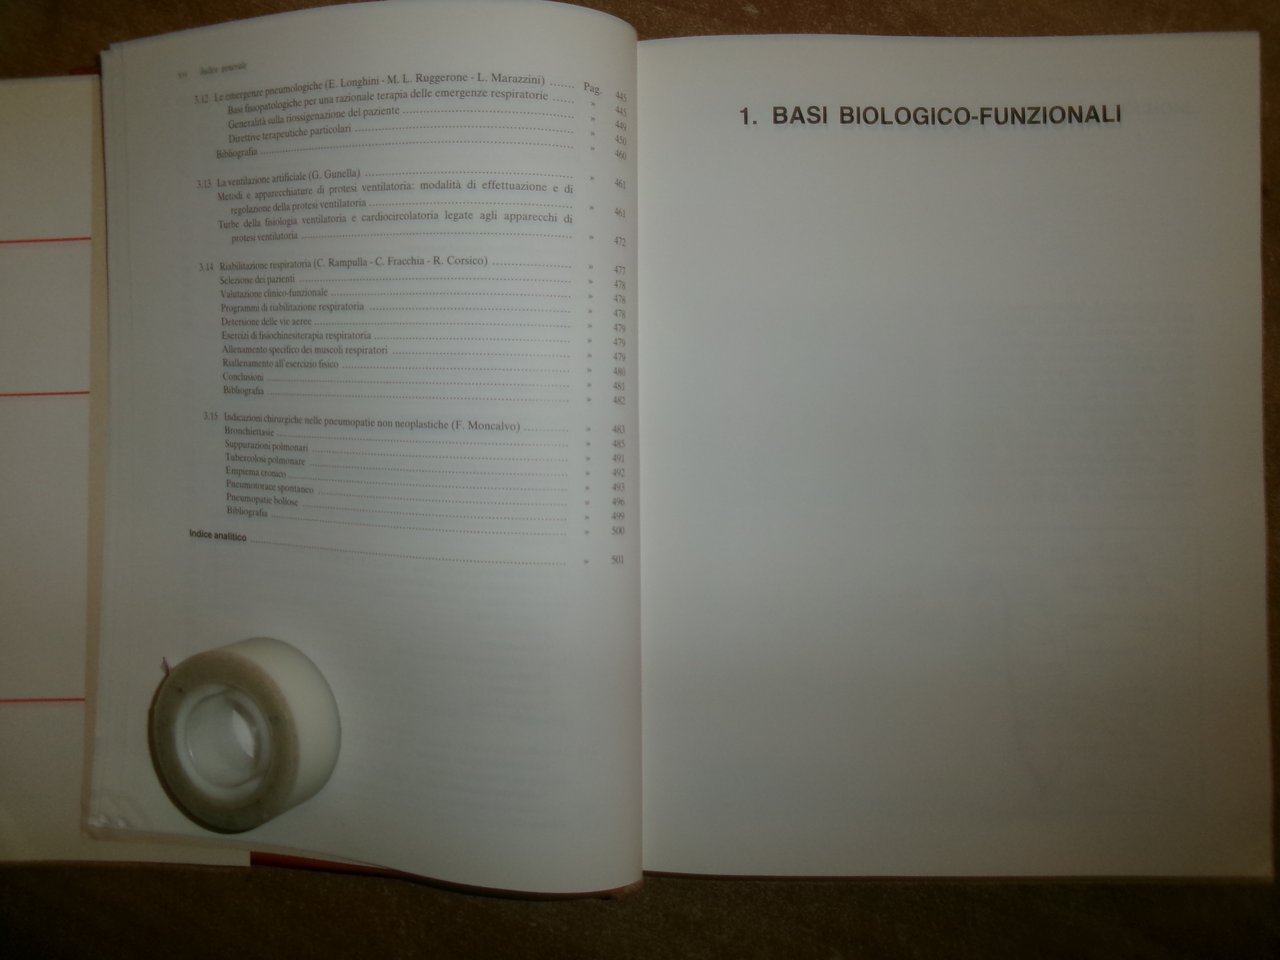 Indice generale
3.12 Le emergenze pneumologiche (E. Longhini - M. L. Ruggerone - L. Marazzini) ...... Pag. 445
Basi fisiopatologiche per una razionale terapia delle emergenze respiratorie ..... » 445
Generalità sulla riossigenazione del paziente ..... » 449
Direttive terapeutiche particolari ..... » 450
Bibliografia ..... » 460
3.13 La ventilazione artificiale (G. Gunella) ..... » 461
Metodi e apparecchiature di protesi ventilatoria: modalità di effettuazione e di
regolazione della protesi ventilatoria ..... » 461
Turbe della fisiologia ventilatoria e cardiocircolatoria legate agli apparecchi di
protesi ventilatoria ..... » 472
3.14 Riabilitazione respiratoria (C. Rampulla - C. Fracchia - R. Corsico) ..... » 477
Selezione dei pazienti ..... » 478
Valutazione clinico-funzionale ..... » 478
Programmi di riabilitazione respiratoria ..... » 478
Detersione delle vie aeree ..... » 479
Esercizi di fisiochinesiterapia respiratoria ..... » 479
Allenamento specifico dei muscoli respiratori ..... » 479
Riallenamento all'esercizio fisico ..... » 480
Conclusioni ..... » 481
Bibliografia ..... » 482
3.15 Indicazioni chirurgiche nelle pneumopatie non neoplastiche (F. Moncalvo) ..... » 483
Bronchiettasie ..... » 485
Suppurazioni polmonari ..... » 491
Tubercolosi polmonare ..... » 492
Empiema cronico ..... » 493
Pneumotorace spontaneo ..... » 496
Pneumopatie bollose ..... » 499
Bibliografia ..... » 500
Indice analitico ..... » 501
1. BASI BIOLOGICO-FUNZIONALI